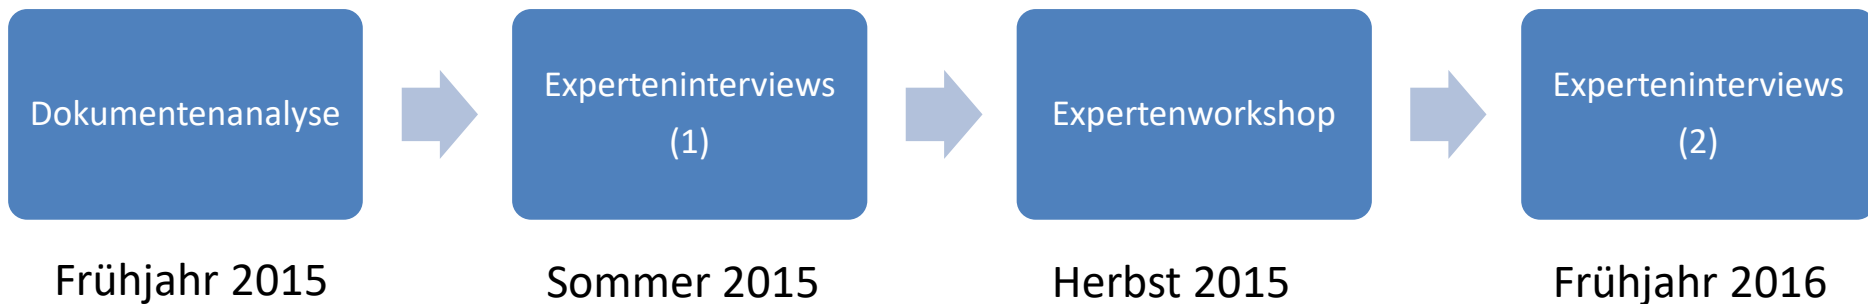 Dokumentenanalyse
Experteninterviews
(1)
Expertenworkshop
Experteninterviews
(2)
Frühjahr 2015
Sommer 2015
Herbst 2015
Frühjahr 2016